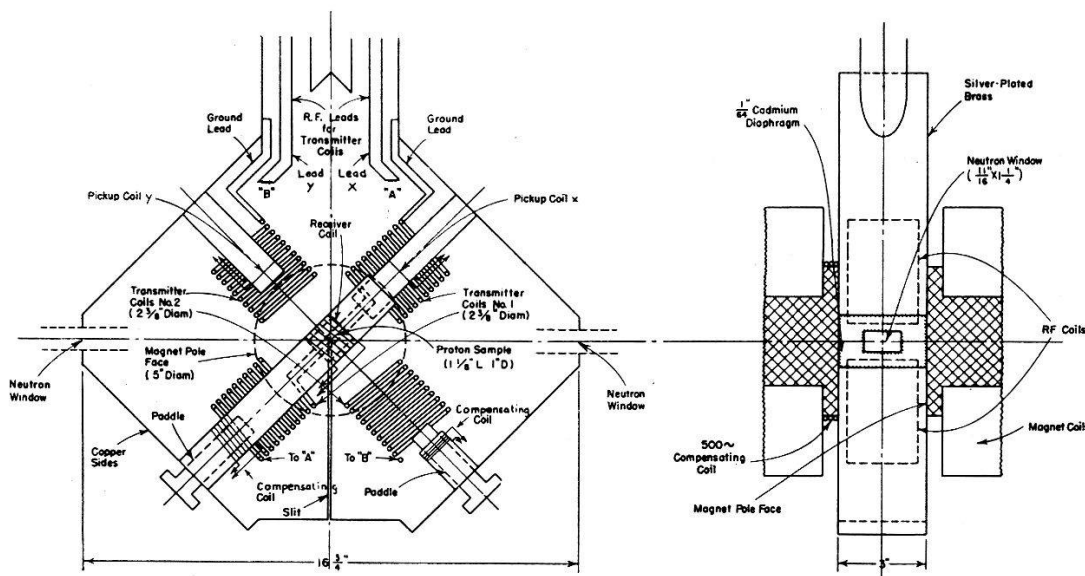 Ground
Lead
R.F. Leads
for
Transmitter
Coils
Ground
Lead
"B"
Lead
y
Lead
x
"A"
Pickup Coil y
Receiver
Coil
Pickup Coil x
Transmitter
Coils No.2
(2 3/8" Diam)
Transmitter
Coils No.1
(2 3/8" Diam)
Magnet Pole
Face
(5" Diam)
Proton Sample
(1 1/8" L 1"D)
Neutron
Window
Neutron
Window
Paddle
Copper
Sides
Compensating
Coil
To "A"
To "B"
Compensating
Coil
Paddle
Slit
16 3/4"
1/64" Cadmium
Diaphragm
Silver-Plated
Brass
Neutron Window
(11/16" X 1 1/4")
RF Coils
500~
Compensating
Coil
Magnet Coils
Magnet Pole Face
3"